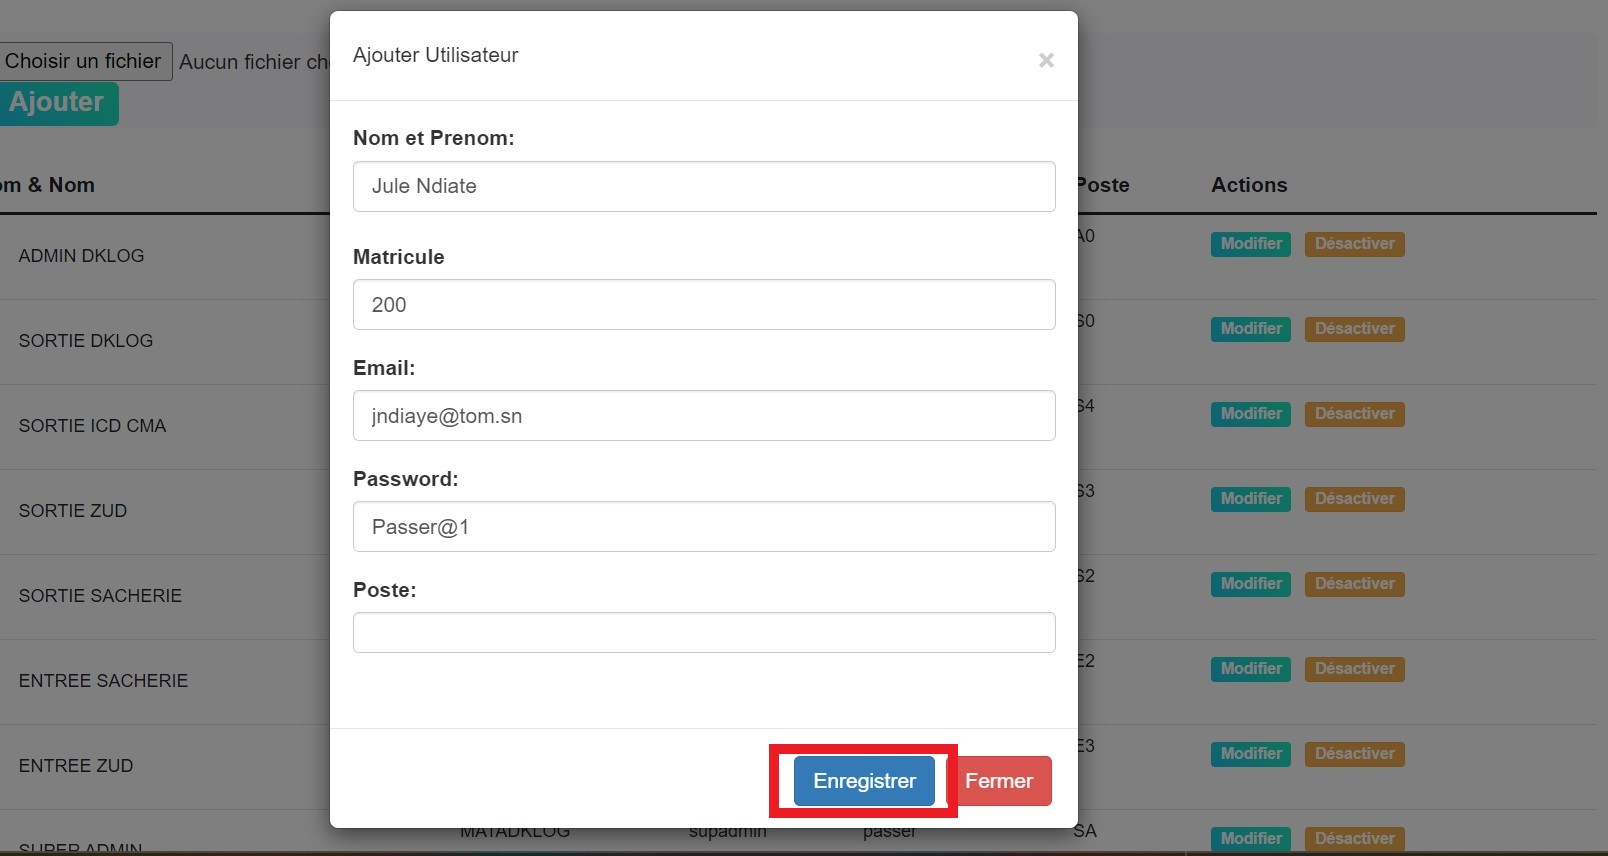 Choisir un fichier Aucun fichier
Ajouter
Ajouter Utilisateur ×
Nom et Prenom:
Jule Ndiate
Matricule
200
Email:
jndiaye@tom.sn
Password:
Passer@1
Poste:
Enregistrer Fermer
& Nom Poste Actions
ADMIN DKLOG A0 Modifier Désactiver
SORTIE DKLOG S0 Modifier Désactiver
SORTIE ICD CMA S4 Modifier Désactiver
SORTIE ZUD S3 Modifier Désactiver
SORTIE SACHERIE S2 Modifier Désactiver
ENTREE SACHERIE E2 Modifier Désactiver
ENTREE ZUD E3 Modifier Désactiver
SUPER ADMIN MATADKLOG supadmin passer SA Modifier Désactiver